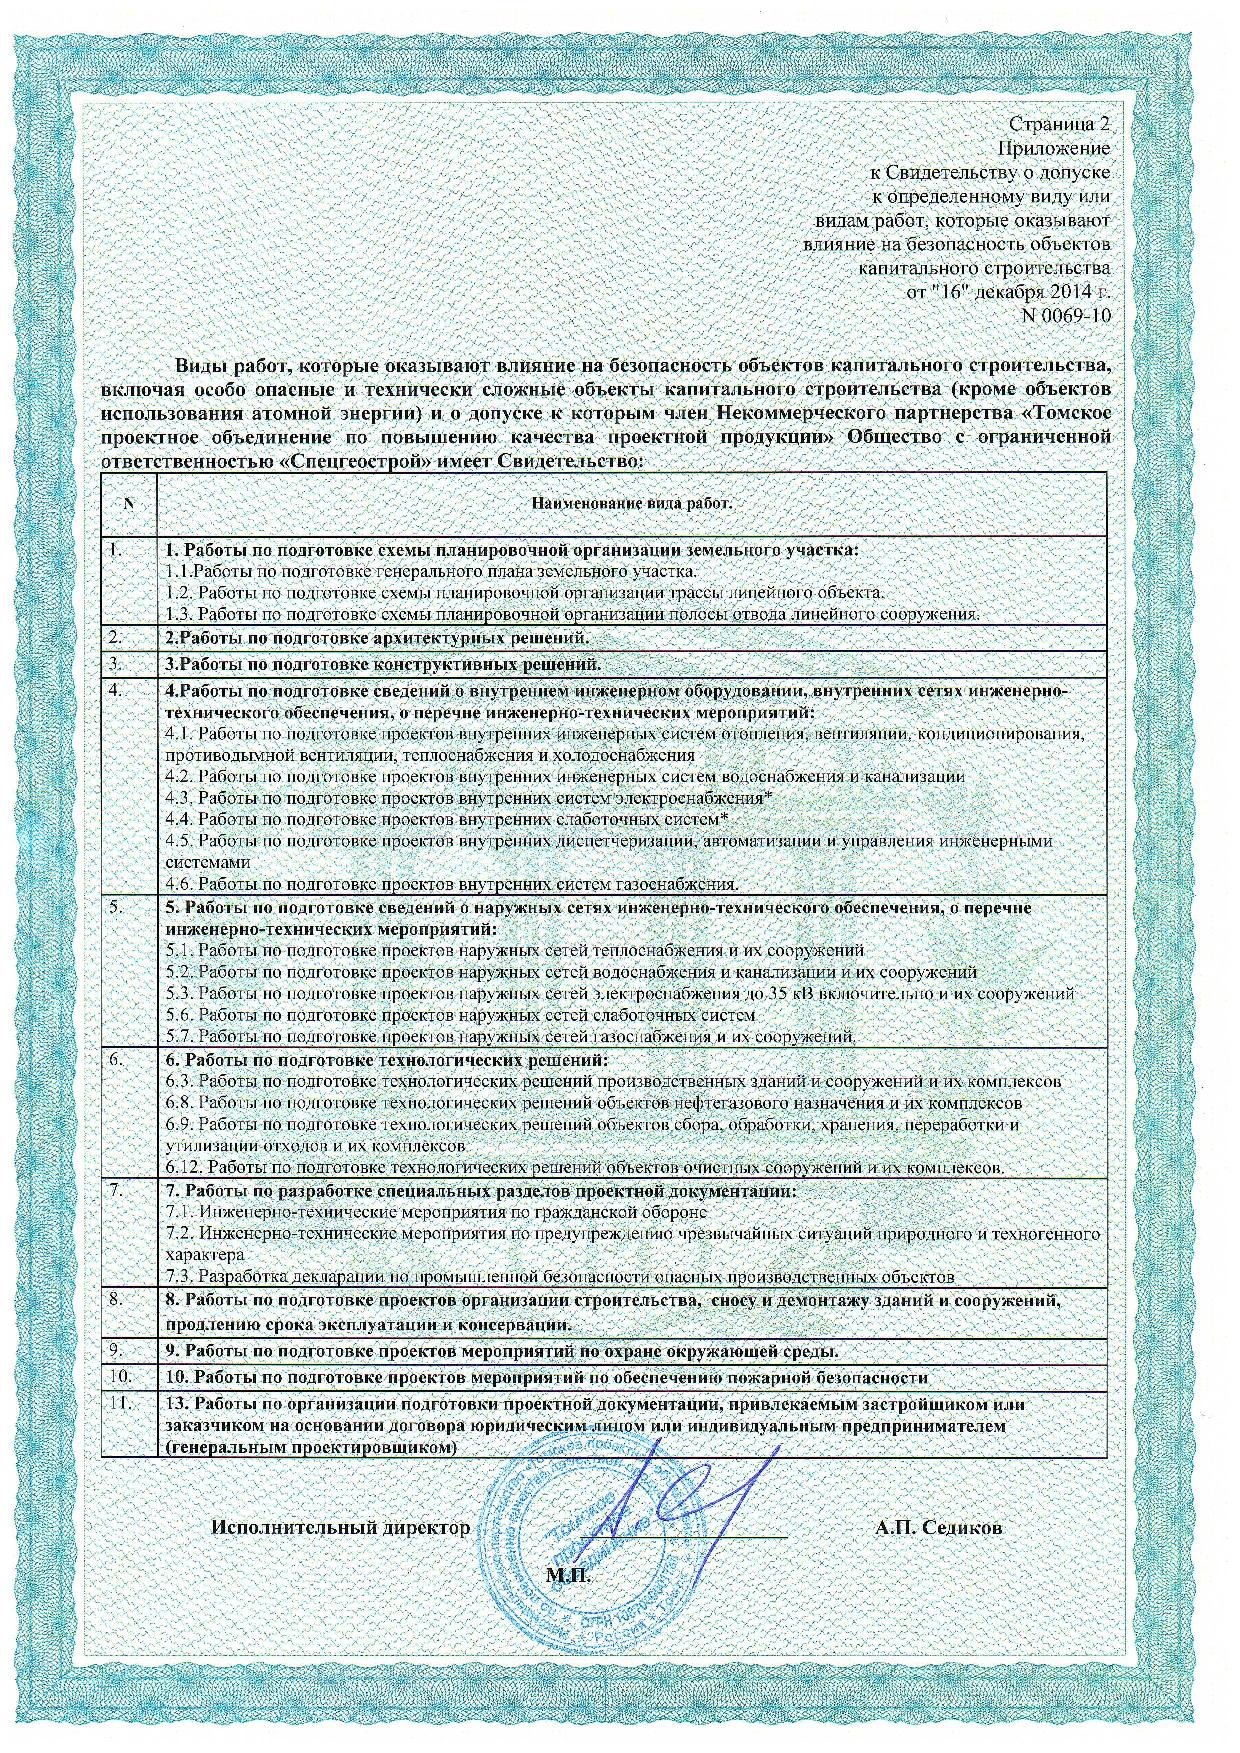 Страница 2
Приложение
к Свидетельству о допуске
к определенному виду или
видам работ, которые оказывают
влияние на безопасность объектов
капитального строительства
от "16" декабря 2014 г.
N 0069-10
Виды работ, которые оказывают влияние на безопасность объектов капитального строительства,
включая особо опасные и технически сложные объекты капитального строительства (кроме объектов
использования атомной энергии) и о допуске к которым член Некоммерческого партнерства «Томское
проектное объединение по повышению качества проектной продукции» Общество с ограниченной
ответственностью «Спецгеострой» имеет Свидетельство:
N Наименование вида работ.
1. 1. Работы по подготовке схемы планировочной организации земельного участка:
1.1.Работы по подготовке генерального плана земельного участка.
1.2. Работы по подготовке схемы планировочной организации трассы линейного объекта.
1.3. Работы по подготовке схемы планировочной организации полосы отвода линейного сооружения.
2. 2.Работы по подготовке архитектурных решений.
3. 3.Работы по подготовке конструктивных решений.
4. 4.Работы по подготовке сведений о внутреннем инженерном оборудовании, внутренних сетях инженерно-
технического обеспечения, о перечне инженерно-технических мероприятий:
4.1. Работы по подготовке проектов внутренних инженерных систем отопления, вентиляции, кондиционирования,
противодымной вентиляции, теплоснабжения и холодоснабжения
4.2. Работы по подготовке проектов внутренних инженерных систем водоснабжения и канализации
4.3. Работы по подготовке проектов внутренних систем электроснабжения*
4.4. Работы по подготовке проектов внутренних слаботочных систем*
4.5. Работы по подготовке проектов внутренних диспетчеризации, автоматизации и управления инженерными
системами
4.6. Работы по подготовке проектов внутренних систем газоснабжения.
5. 5. Работы по подготовке сведений о наружных сетях инженерно-технического обеспечения, о перечне
инженерно-технических мероприятий:
5.1. Работы по подготовке проектов наружных сетей теплоснабжения и их сооружений
5.2. Работы по подготовке проектов наружных сетей водоснабжения и канализации и их сооружений
5.3. Работы по подготовке проектов наружных сетей электроснабжения до 35 кВ включительно и их сооружений
5.6. Работы по подготовке проектов наружных сетей слаботочных систем
5.7. Работы по подготовке проектов наружных сетей газоснабжения и их сооружений.
6. 6. Работы по подготовке технологических решений:
6.3. Работы по подготовке технологических решений производственных зданий и сооружений и их комплексов
6.8. Работы по подготовке технологических решений объектов нефтегазового назначения и их комплексов
6.9. Работы по подготовке технологических решений объектов сбора, обработки, хранения, переработки и
утилизации отходов и их комплексов
6.12. Работы по подготовке технологических решений объектов очистных сооружений и их комплексов.
7. 7. Работы по разработке специальных разделов проектной документации:
7.1. Инженерно-технические мероприятия по гражданской обороне
7.2. Инженерно-технические мероприятия по предупреждению чрезвычайных ситуаций природного и техногенного
характера
7.3. Разработка декларации по промышленной безопасности опасных производственных объектов
8. 8. Работы по подготовке проектов организации строительства, сносу и демонтажу зданий и сооружений,
продлению срока эксплуатации и консервации.
9. 9. Работы по подготовке проектов мероприятий по охране окружающей среды.
10. 10. Работы по подготовке проектов мероприятий по обеспечению пожарной безопасности
11. 13. Работы по организации подготовки проектной документации, привлекаемым застройщиком или
заказчиком на основании договора юридическим лицом или индивидуальным предпринимателем
(генеральным проектировщиком)
Исполнительный директор А.П. Седиков
М.П.